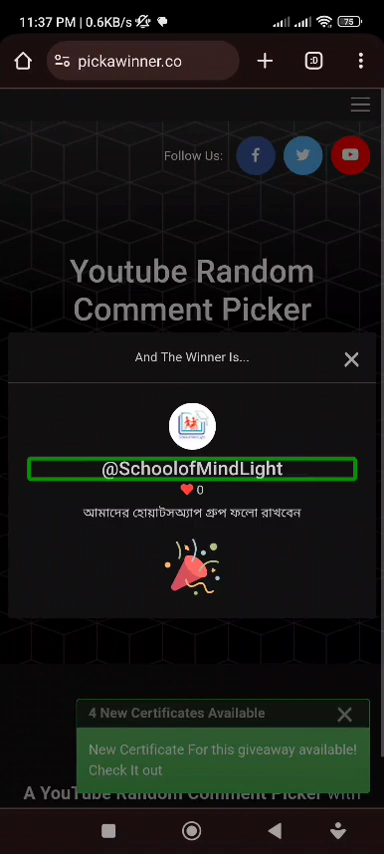 11:37 PM | 0.6KB/s
75
pickawinner.co
:D
Follow Us:
Youtube Random
Comment Picker
And The Winner Is...
@SchoolofMindLight
0
আমাদের হোয়াটসঅ্যাপ গ্রুপ ফলো রাখবেন
4 New Certificates Available
New Certificate For this giveaway available!
Check It out
A YouTube Random Comment Picker with